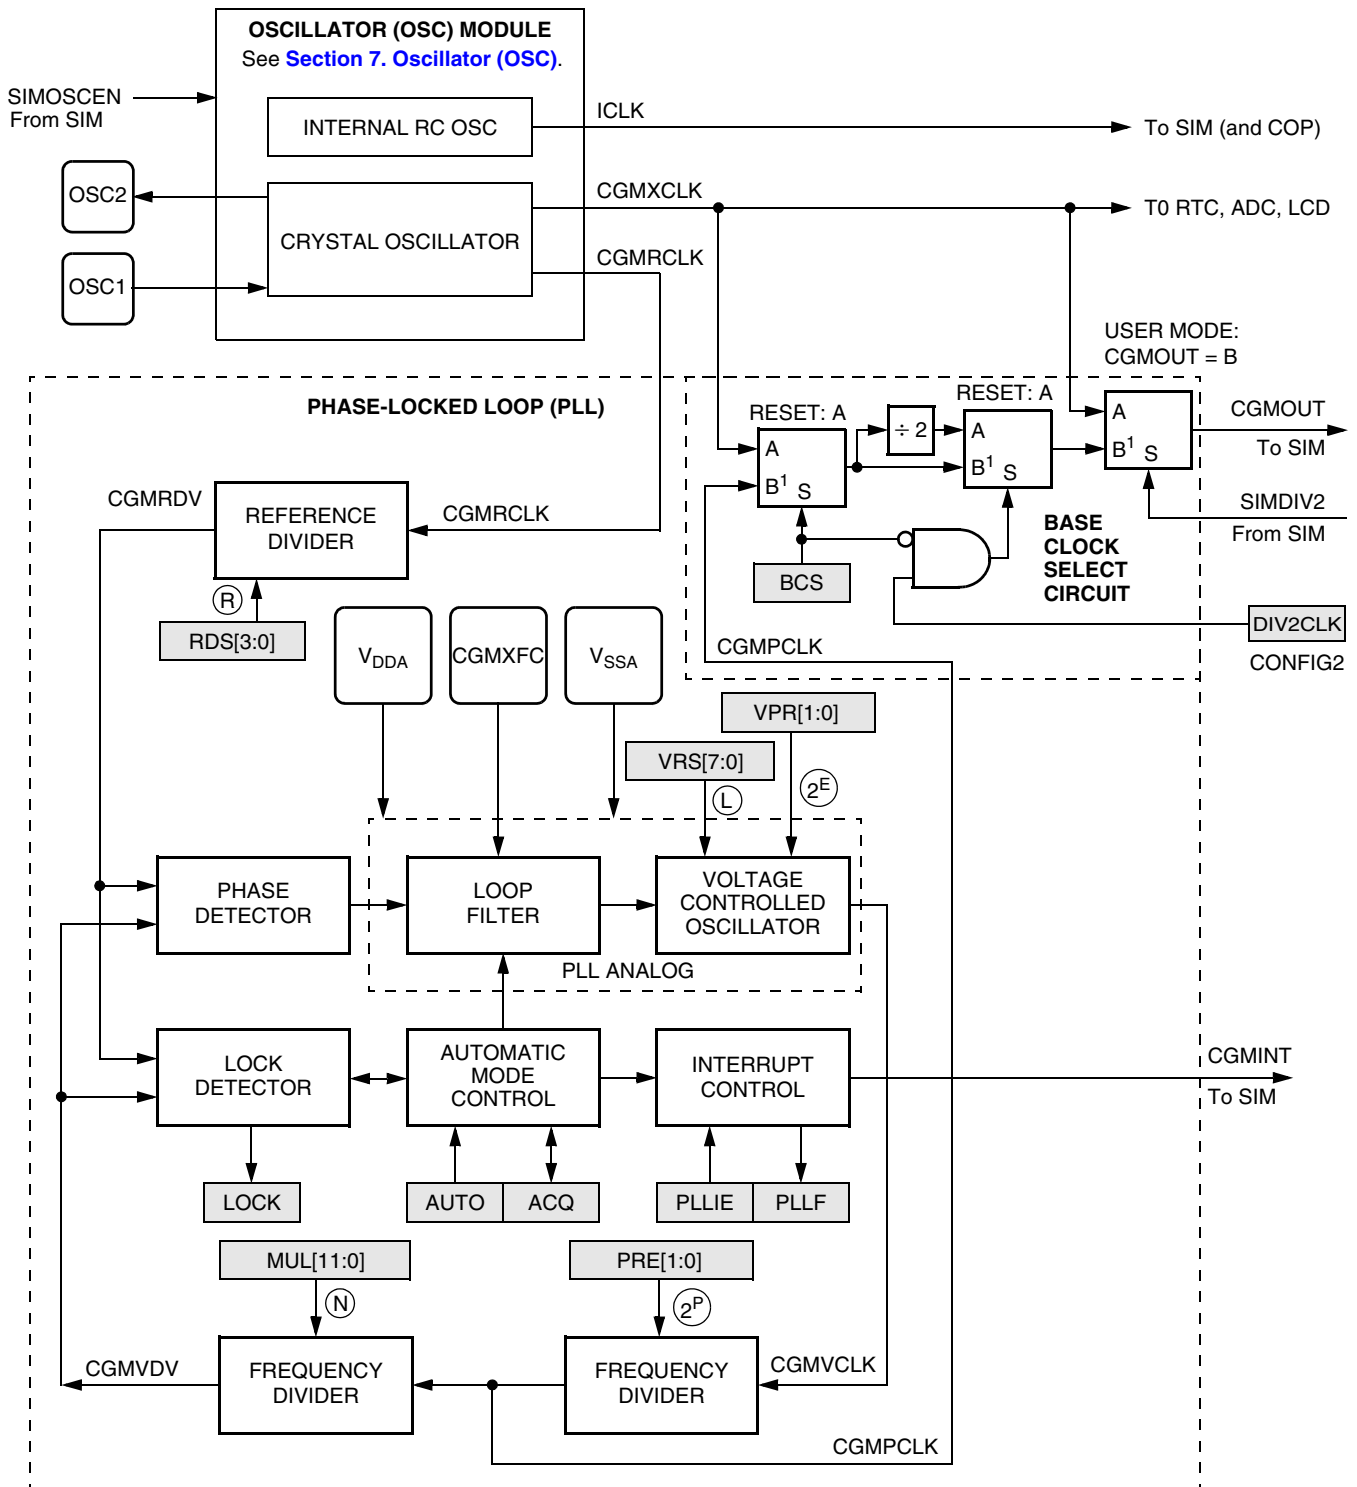 OSCILLATOR (OSC) MODULE
See Section 7. Oscillator (OSC).
SIMOSCEN
From SIM
INTERNAL RC OSC
ICLK
To SIM (and COP)
OSC2
CGMXCLK
T0 RTC, ADC, LCD
CRYSTAL OSCILLATOR
CGMRCLK
OSC1
USER MODE:
CGMOUT = B
PHASE-LOCKED LOOP (PLL)
RESET: A
RESET: A
÷ 2
A
B1 S
A
B1 S
A
B1 S
CGMOUT
To SIM
SIMDIV2
From SIM
CGMRDV
REFERENCE
DIVIDER
CGMRCLK
BASE
CLOCK
SELECT
CIRCUIT
BCS
R
RDS[3:0]
DIV2CLK
CONFIG2
VDDA
CGMXFC
VSSA
CGMPCLK
VPR[1:0]
VRS[7:0]
L
2E
PHASE
DETECTOR
LOOP
FILTER
VOLTAGE
CONTROLLED
OSCILLATOR
PLL ANALOG
LOCK
DETECTOR
AUTOMATIC
MODE
CONTROL
INTERRUPT
CONTROL
CGMINT
To SIM
LOCK
AUTO
ACQ
PLLIE
PLLF
MUL[11:0]
PRE[1:0]
N
2P
CGMVDV
FREQUENCY
DIVIDER
FREQUENCY
DIVIDER
CGMVCLK
CGMPCLK